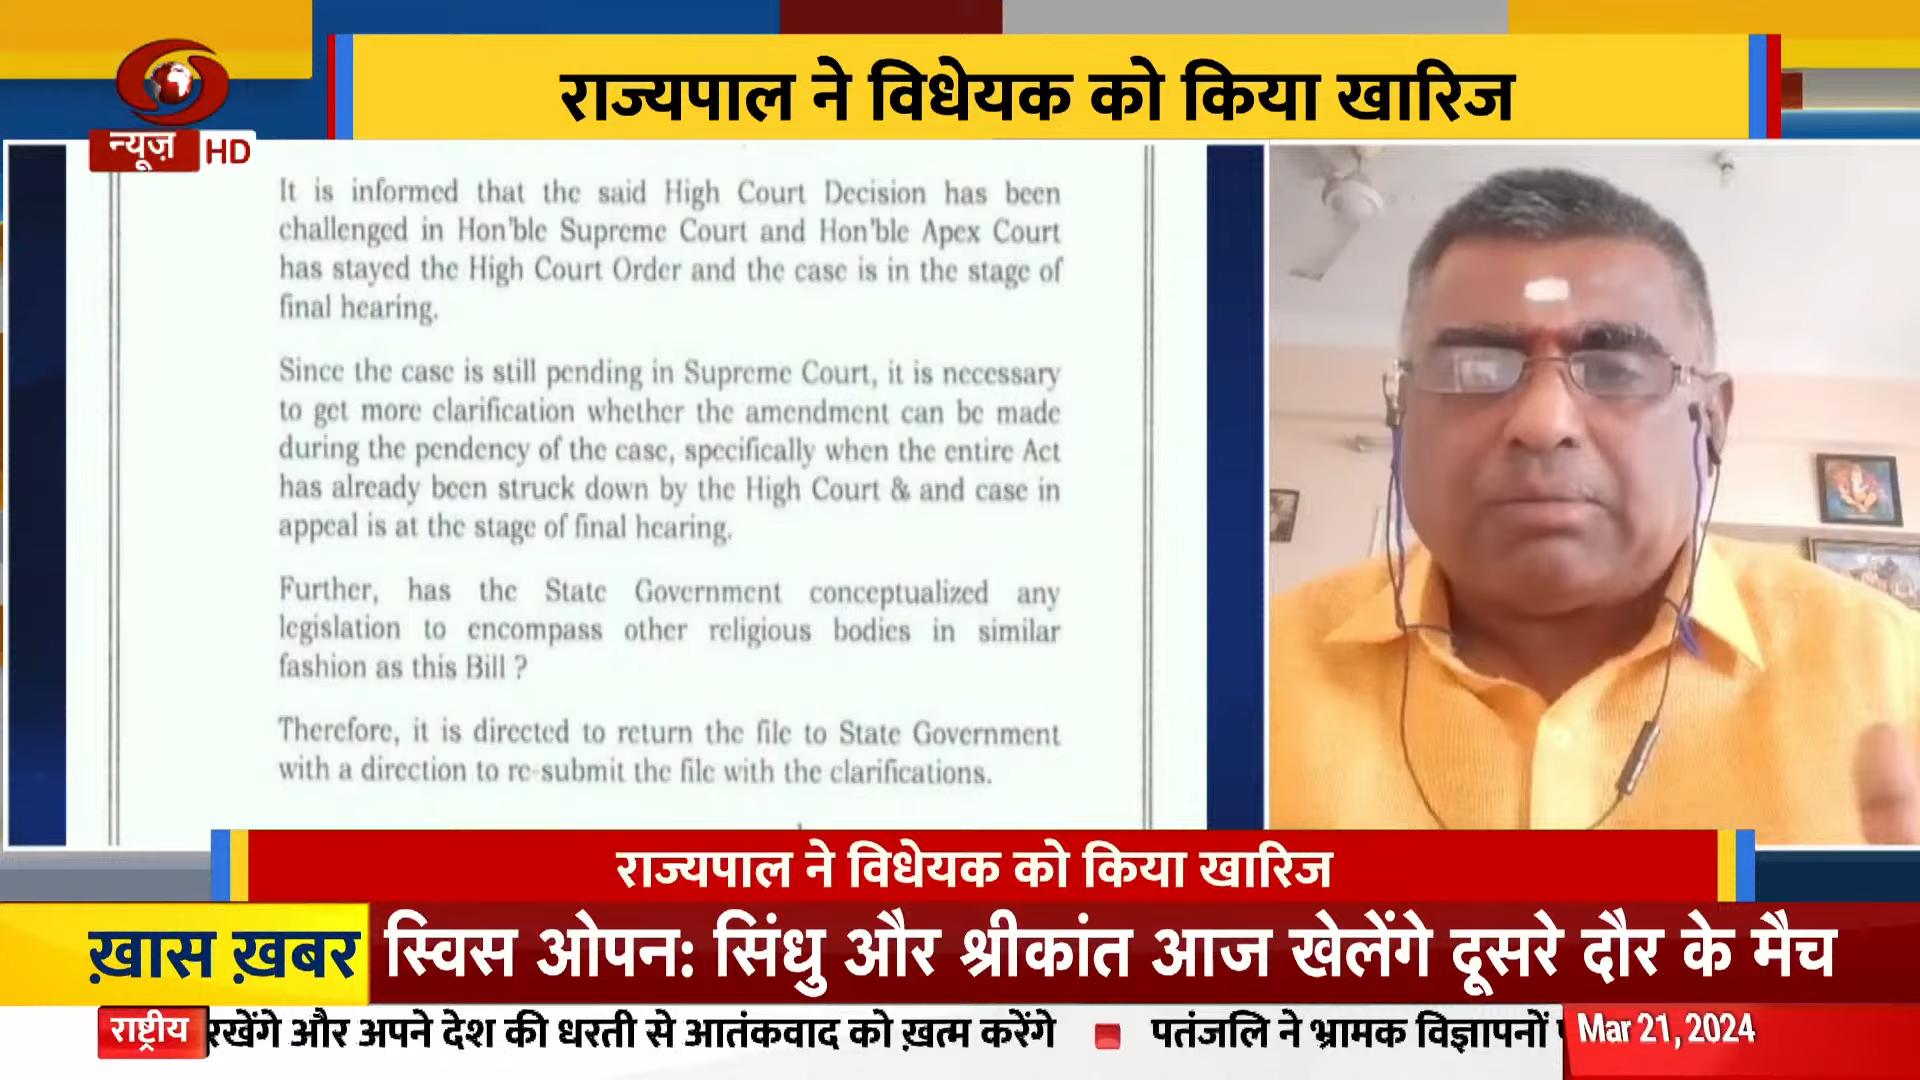 राज्यपाल ने विधेयक को किया खारिज
न्यूज़ HD
It is informed that the said High Court Decision has been
challenged in Hon'ble Supreme Court and Hon'ble Apex Court
has stayed the High Court Order and the case is in the stage of
final hearing.
Since the case is still pending in Supreme Court, it is necessary
to get more clarification whether the amendment can be made
during the pendency of the case, specifically when the entire Act
has already been struck down by the High Court & and case in
appeal is at the stage of final hearing.
Further, has the State Government conceptualized any
legislation to encompass other religious bodies in similar
fashion as this Bill ?
Therefore, it is directed to return the file to State Government
with a direction to re-submit the file with the clarifications.
राज्यपाल ने विधेयक को किया खारिज
ख़ास ख़बर स्विस ओपन: सिंधु और श्रीकांत आज खेलेंगे दूसरे दौर के मैच
राष्ट्रीय रखेंगे और अपने देश की धरती से आतंकवाद को ख़त्म करेंगे पतंजलि ने भ्रामक विज्ञापनों Mar 21, 2024